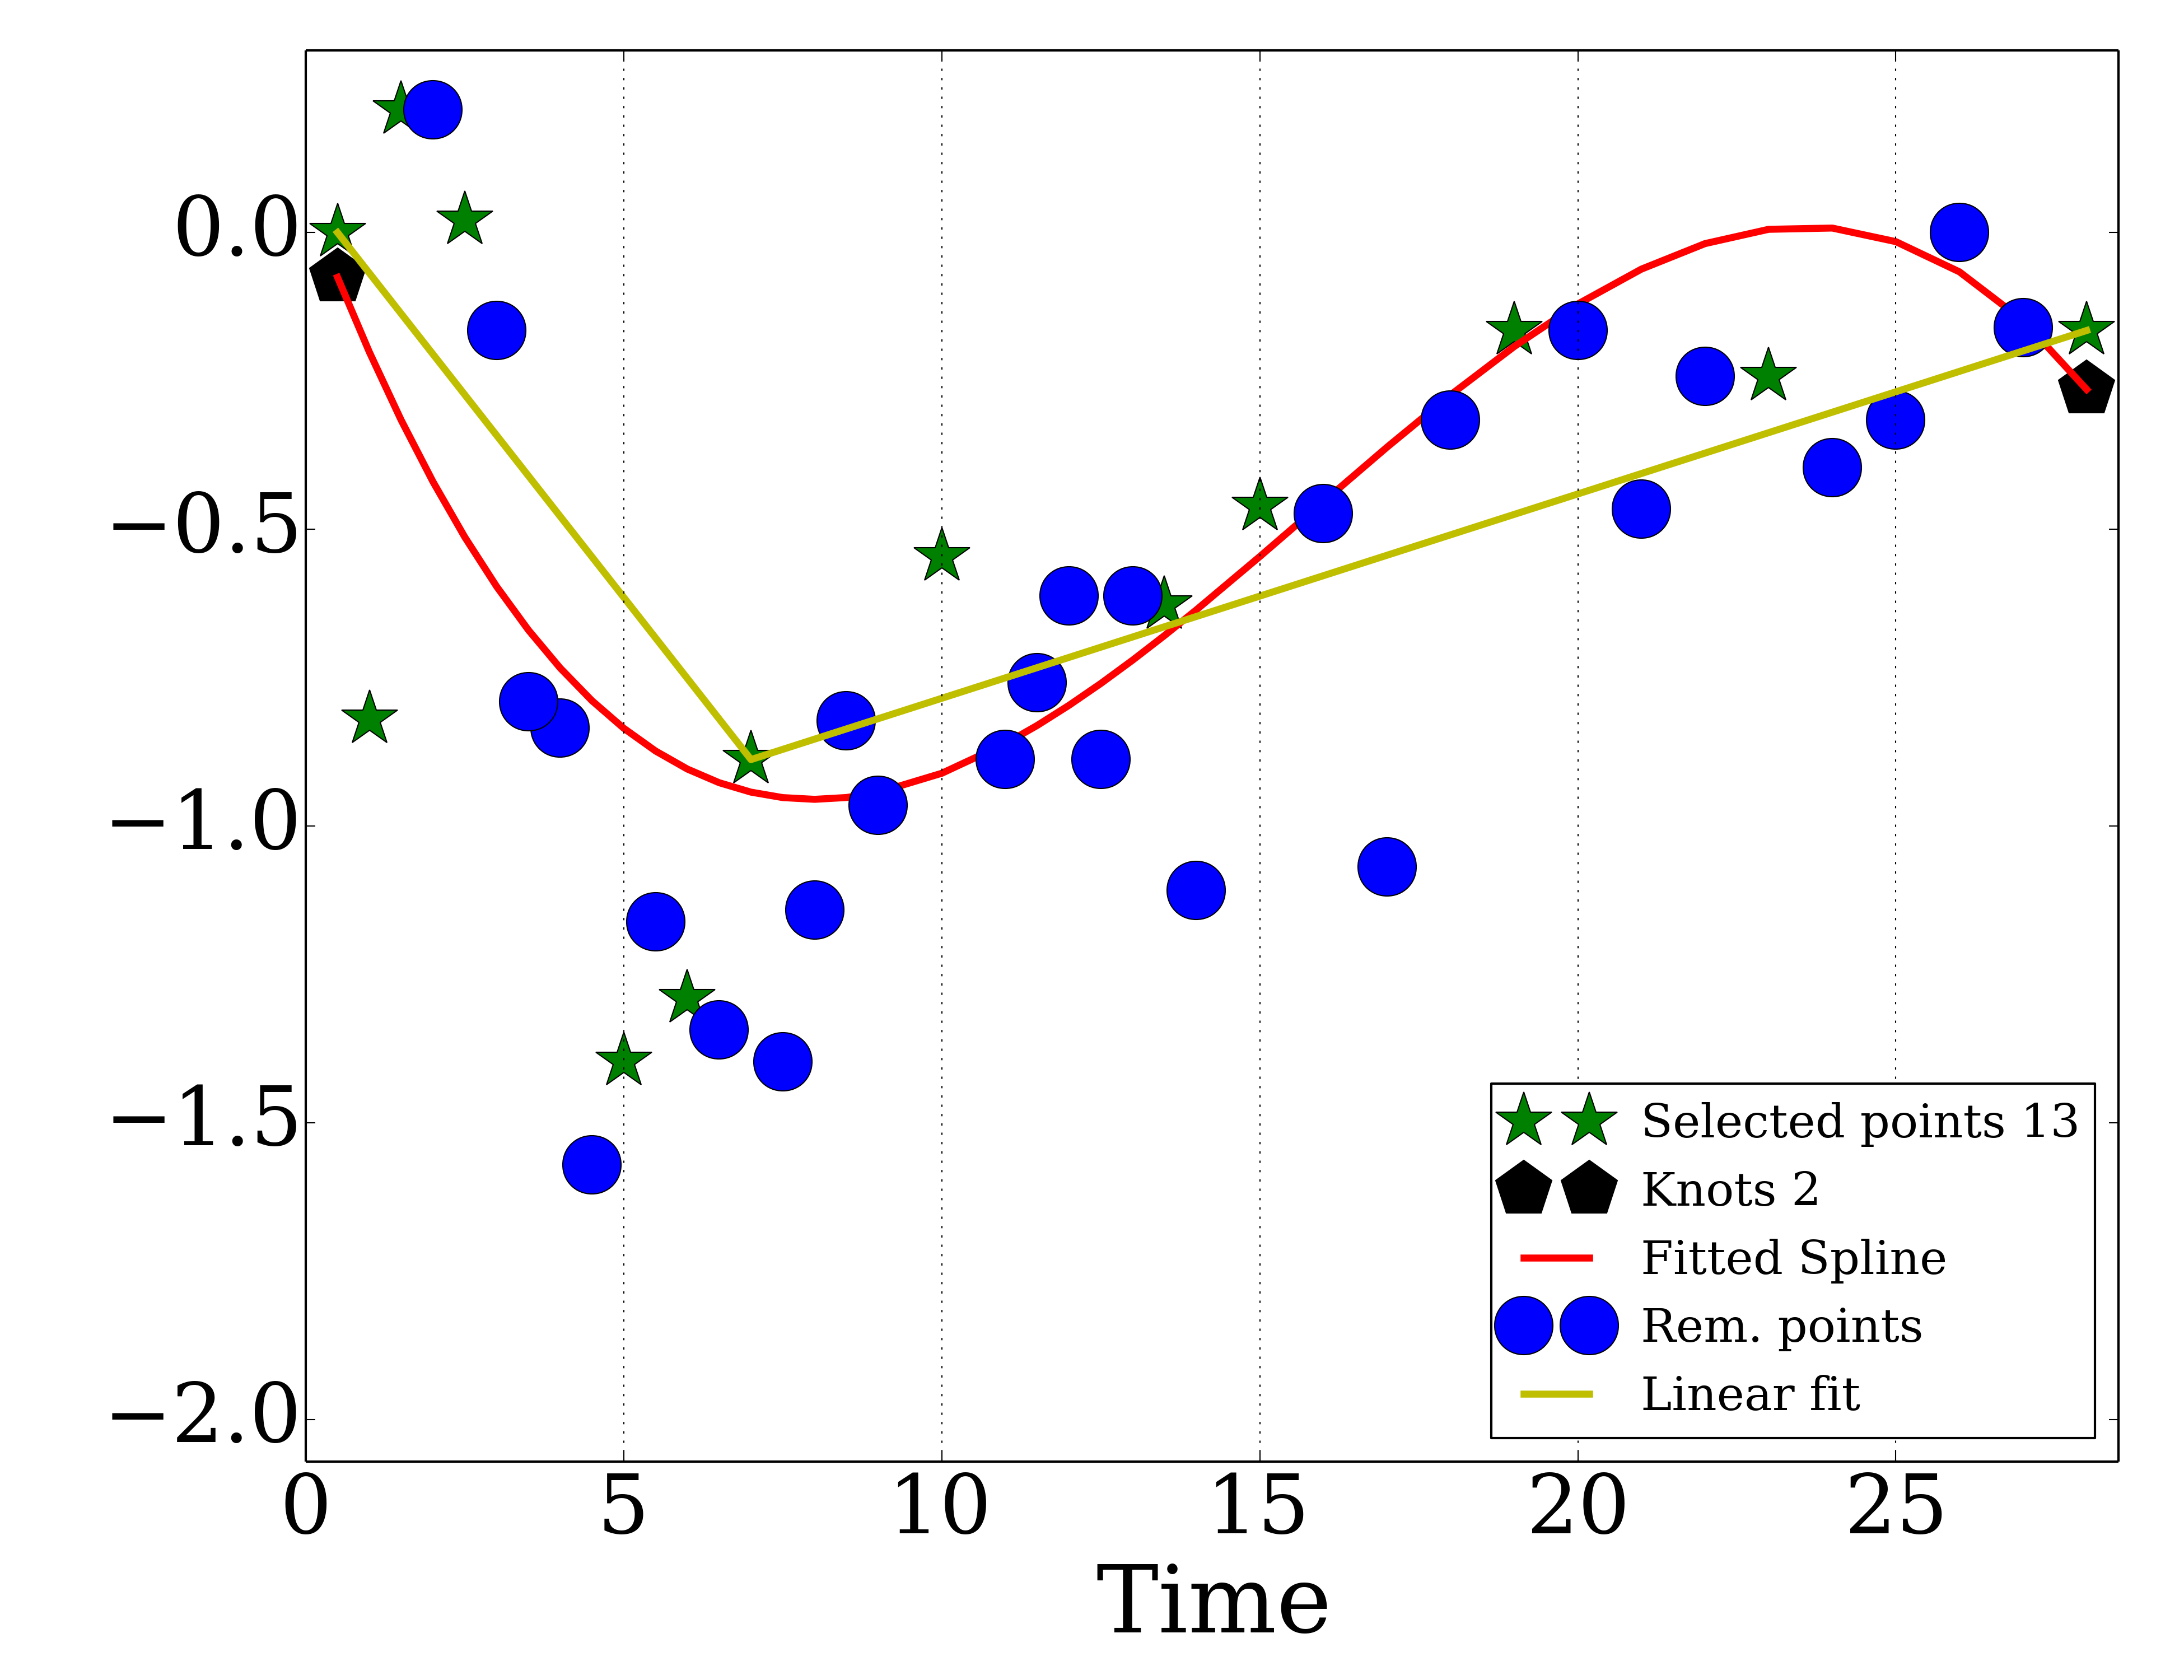 0.0
−0.5
−1.0
−1.5
−2.0
0 5 10 15 20 25
Time
Selected points 13
Knots 2
Fitted Spline
Rem. points
Linear fit